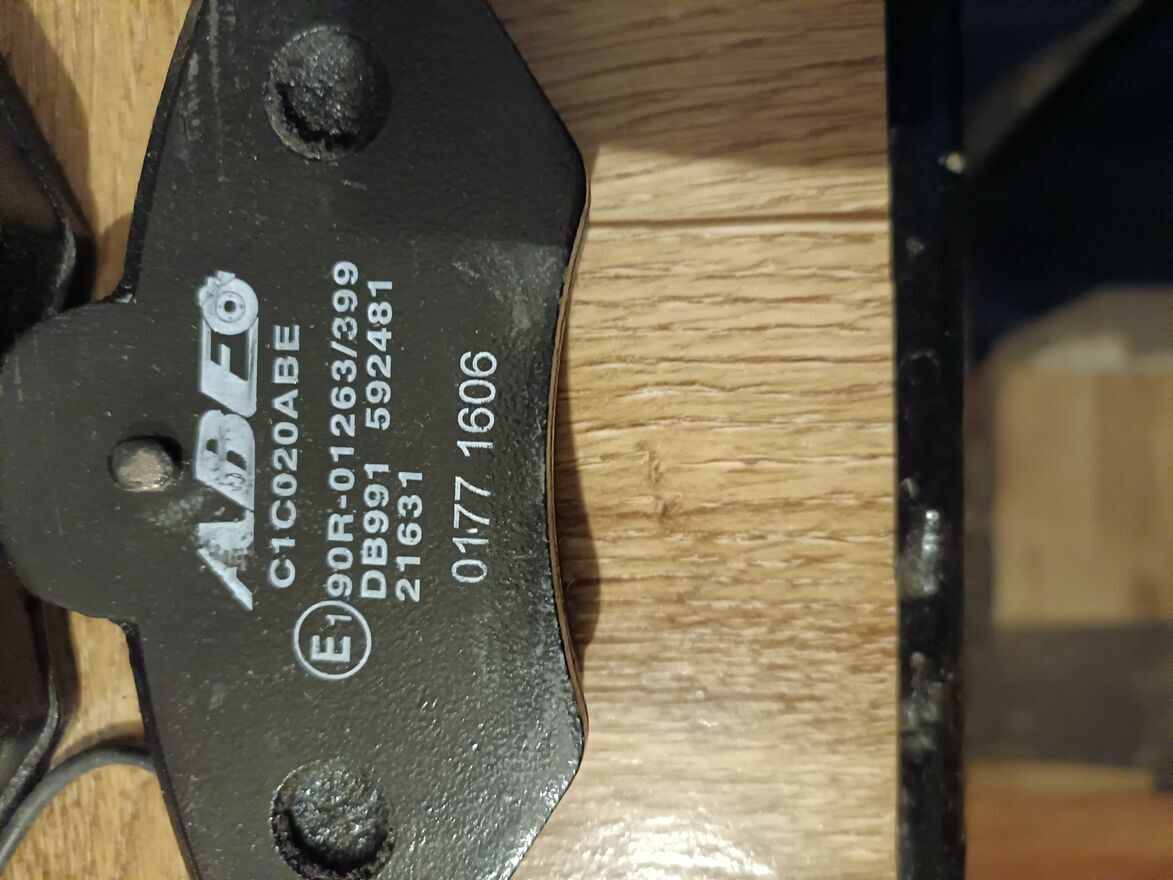 ABE
C1C020ABE
E1 90R-01263/399
DB991 592481
21631
0177 1606